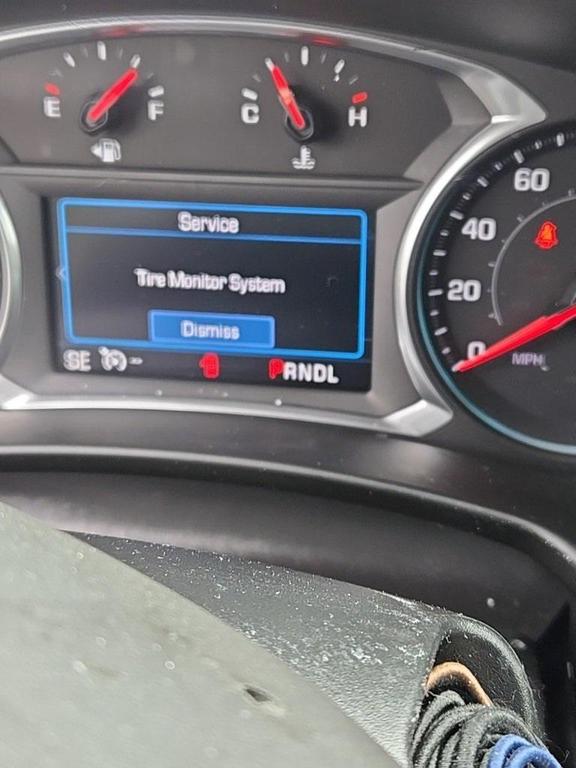 E F C H
60
Service
40
Tire Monitor System
20
Dismiss
0
SE PRNDL MPH